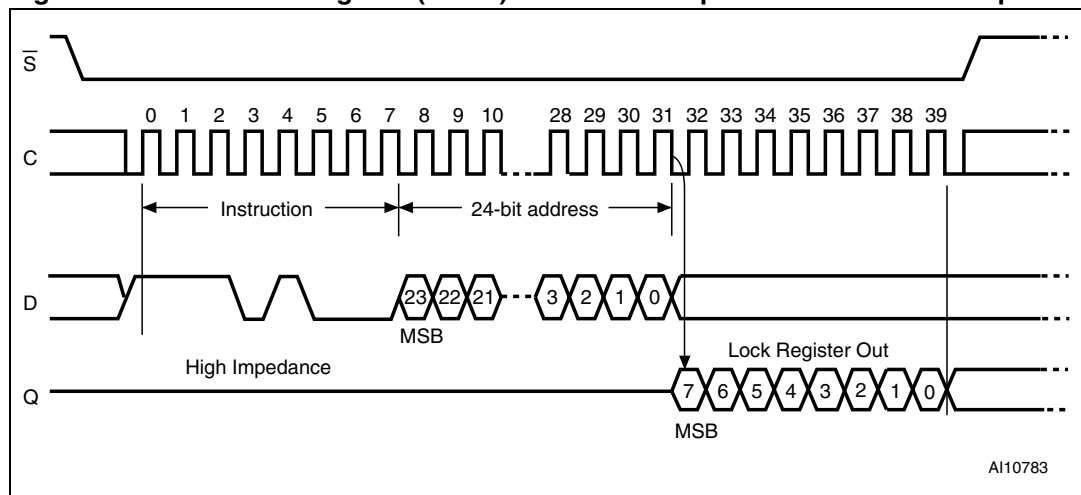 S
0 1 2 3 4 5 6 7 8 9 10 28 29 30 31 32 33 34 35 36 37 38 39
C
Instruction 24-bit address
D
23 22 21 3 2 1 0
MSB
High Impedance Lock Register Out
Q
7 6 5 4 3 2 1 0
MSB
AI10783